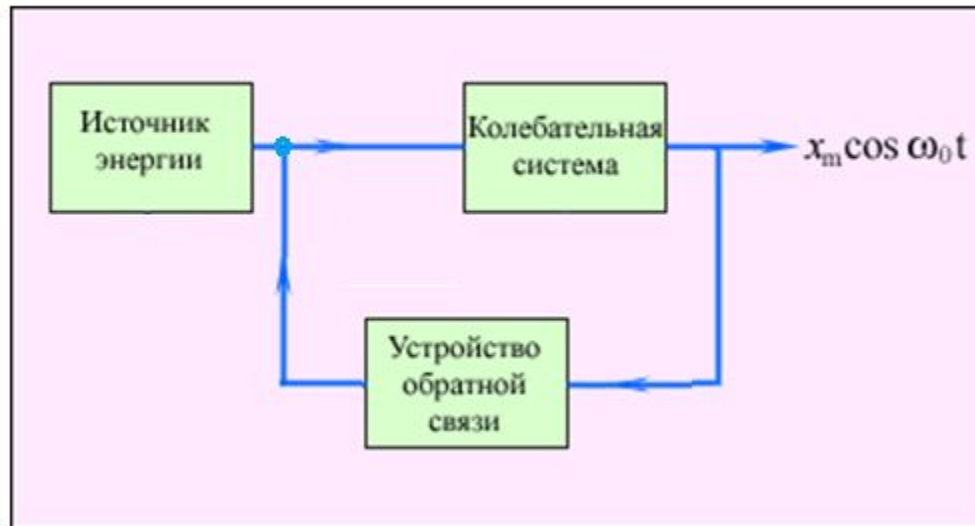 Источник
энергии
Колебательная
система
xₘcos ω₀t
Устройство
обратной
связи